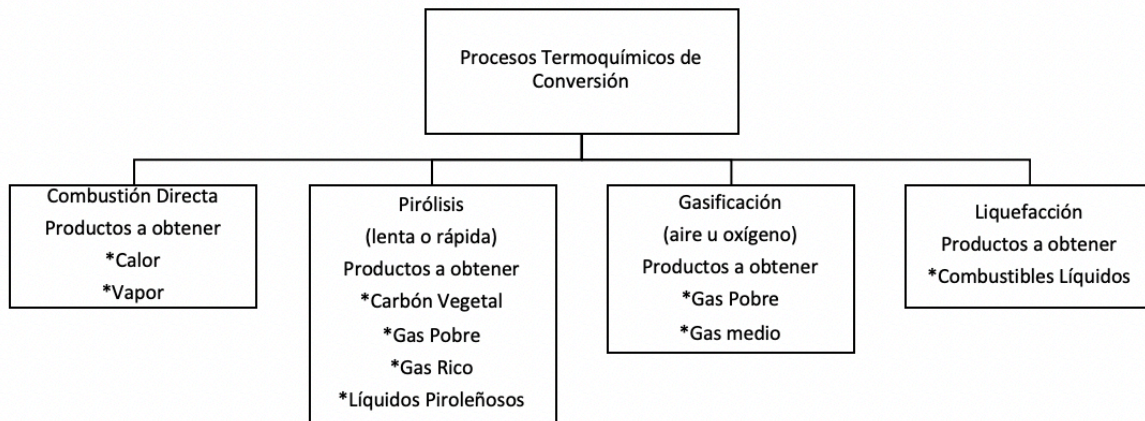 Procesos Termoquímicos de
Conversión
Combustión Directa
Productos a obtener
*Calor
*Vapor
Pirólisis
(lenta o rápida)
Productos a obtener
*Carbón Vegetal
*Gas Pobre
*Gas Rico
*Líquidos Piroleñosos
Gasificación
(aire u oxígeno)
Productos a obtener
*Gas Pobre
*Gas medio
Liquefacción
Productos a obtener
*Combustibles Líquidos